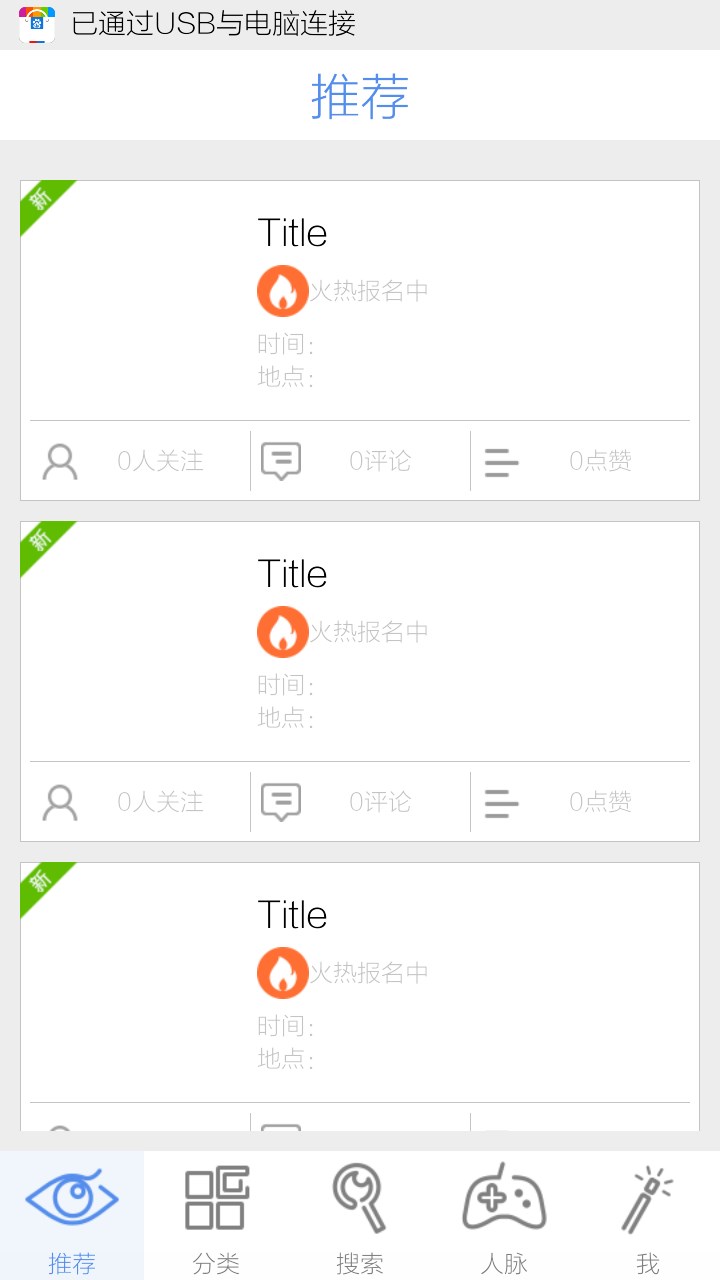 已通过USB与电脑连接
推荐
新
Title
火热报名中
时间：
地点：
0人关注 0评论 0点赞
新
Title
火热报名中
时间：
地点：
0人关注 0评论 0点赞
新
Title
火热报名中
时间：
地点：
推荐 分类 搜索 人脉 我